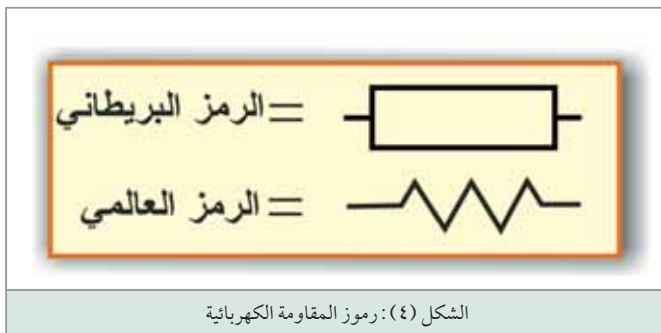 = الرمز البريطاني
= الرمز العالمي
الشكل (٤): رموز المقاومة الكهربائية